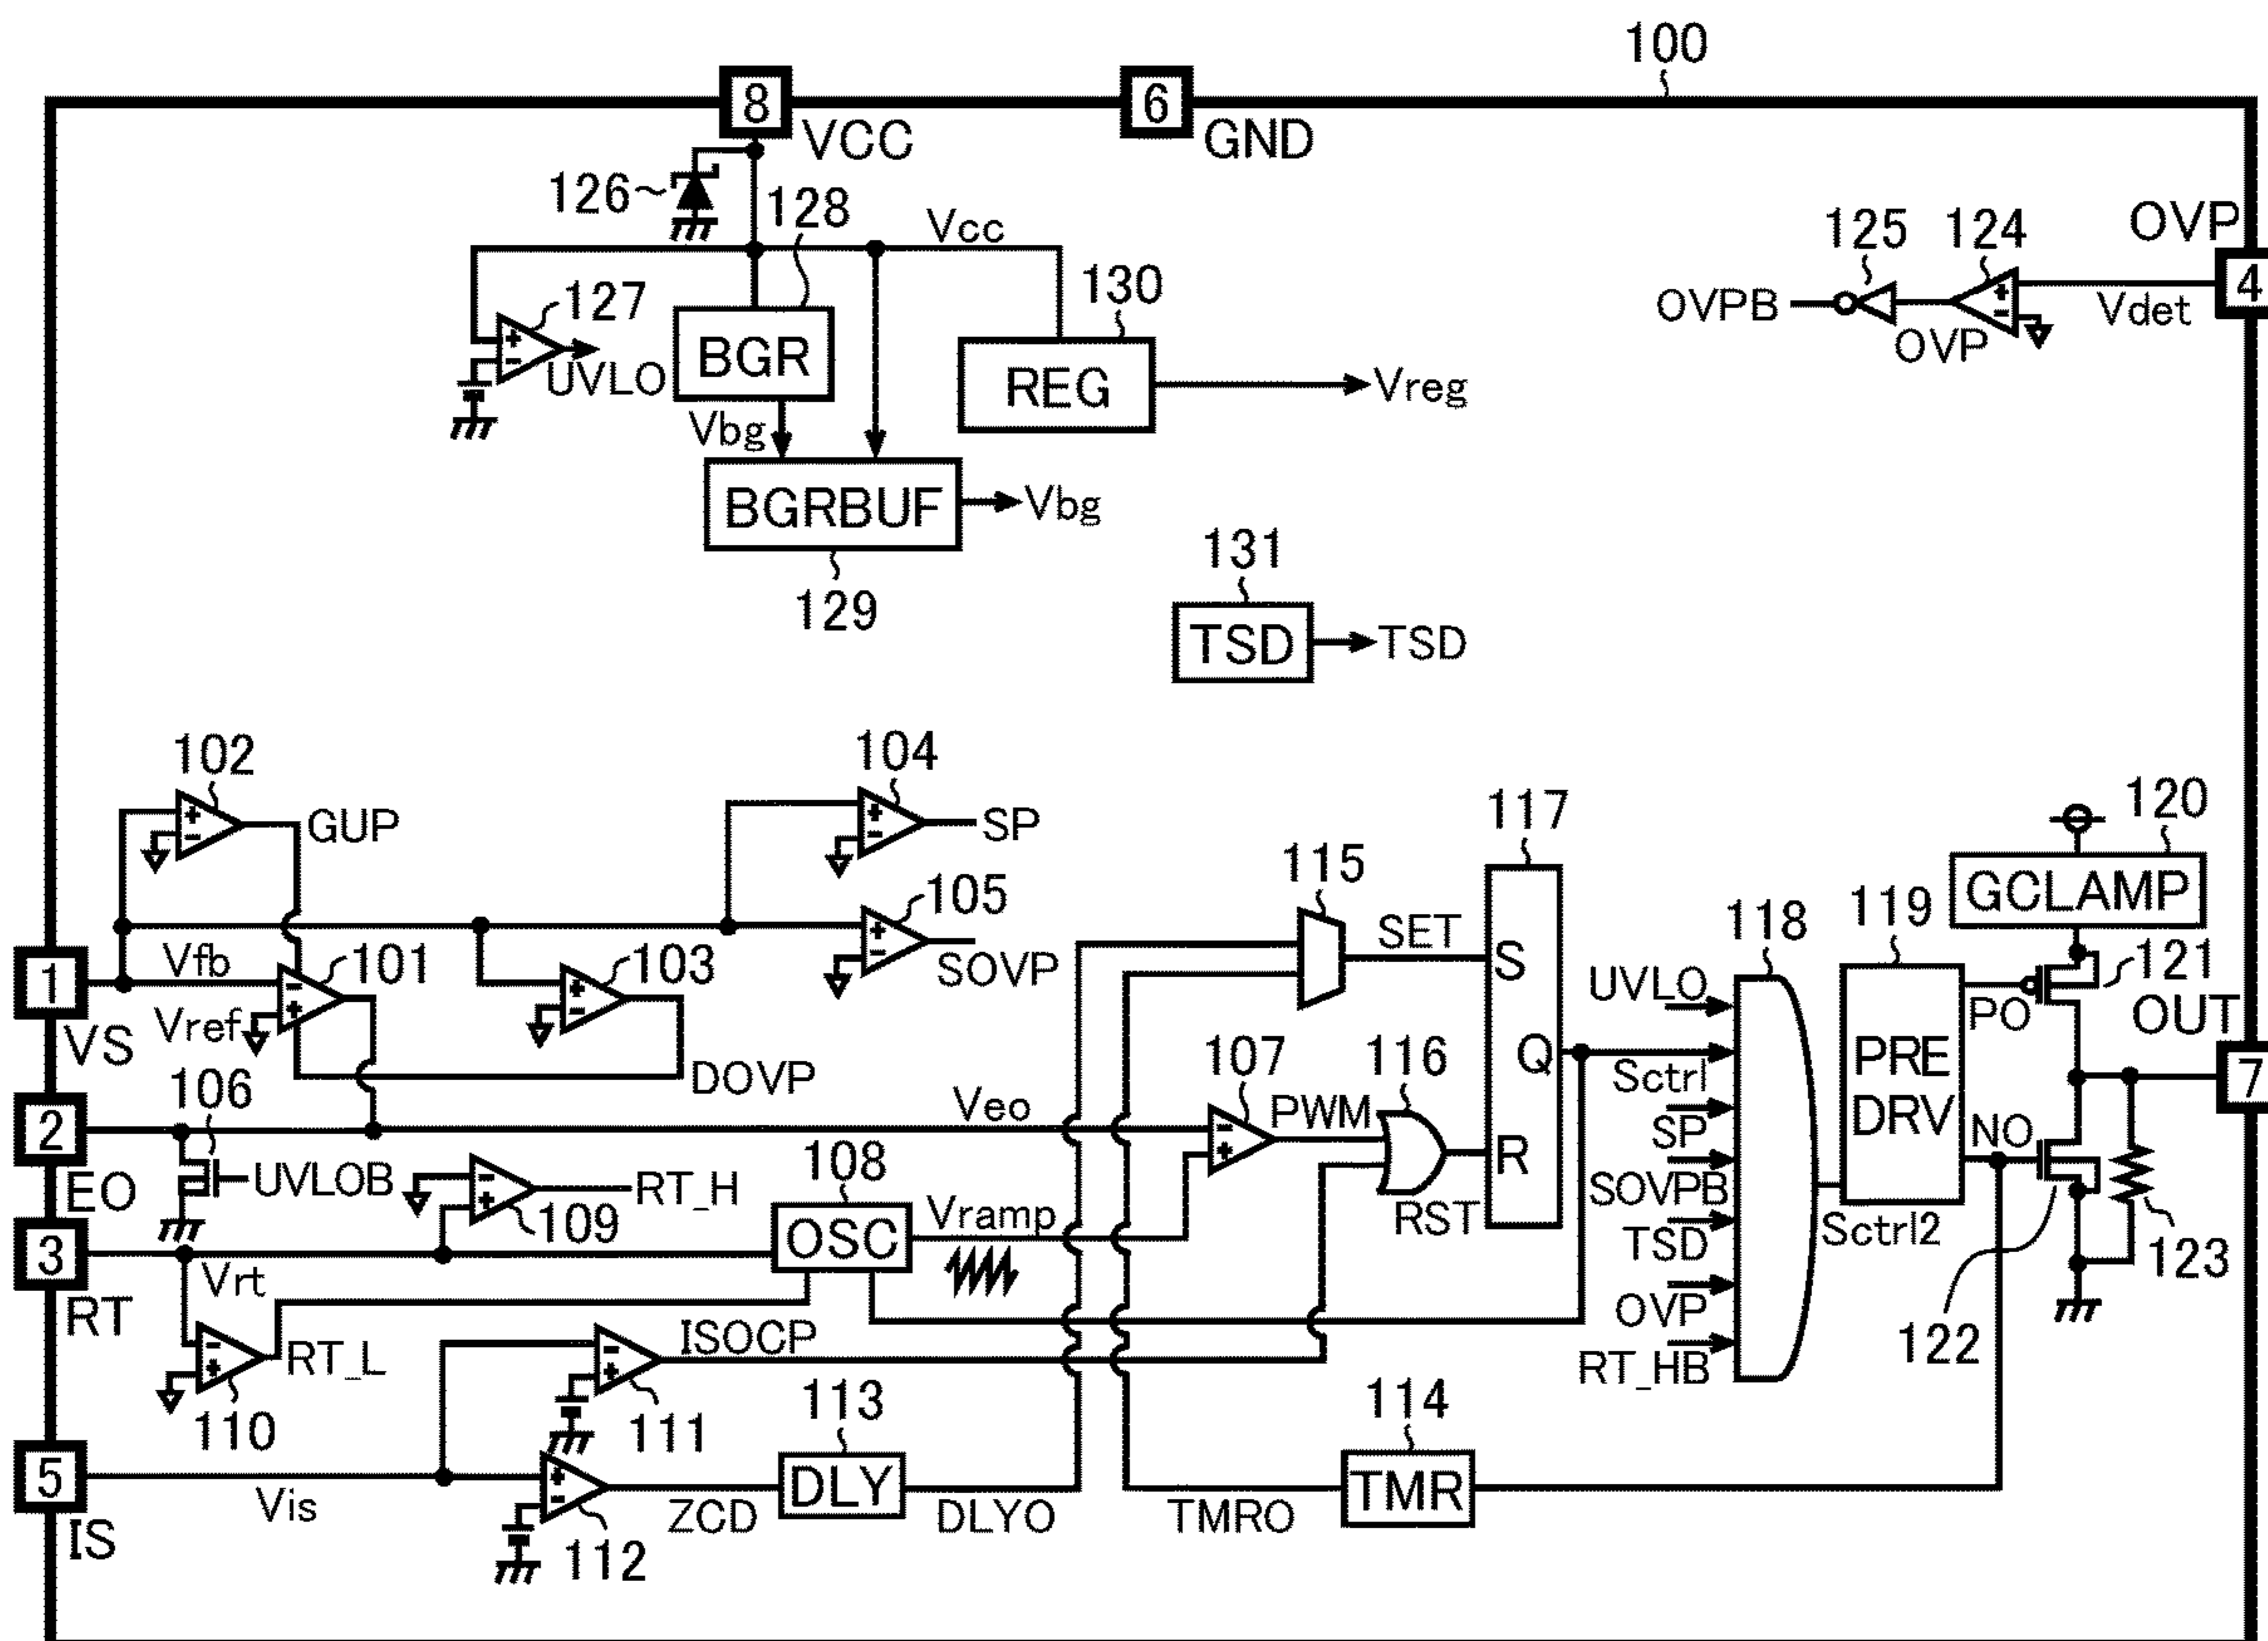 100
8
VCC
6
GND
126
128
Vcc
125
124
OVP
4
127
130
OVPB
OVP
Vdet
UVLO
BGR
REG
Vreg
Vbg
BGRBUF
Vbg
129
131
TSD
TSD
102
GUP
104
SP
117
120
105
115
GCLAMP
1
VS
Vfb
101
103
SOVP
SET
S
118
119
121
Vref
UVLO
PO
OUT
7
106
DOVP
107
116
Q
Sctrl
PRE
DRV
2
EO
Veo
PWM
SP
NO
UVLOB
RT_H
108
R
SOVPB
109
OSC
Vramp
RST
TSD
Sctrl2
123
3
RT
Vrt
OVP
122
RT_L
ISOCP
RT_HB
110
111
113
114
5
IS
Vis
ZCD
DLY
DLYO
TMRO
TMR
112